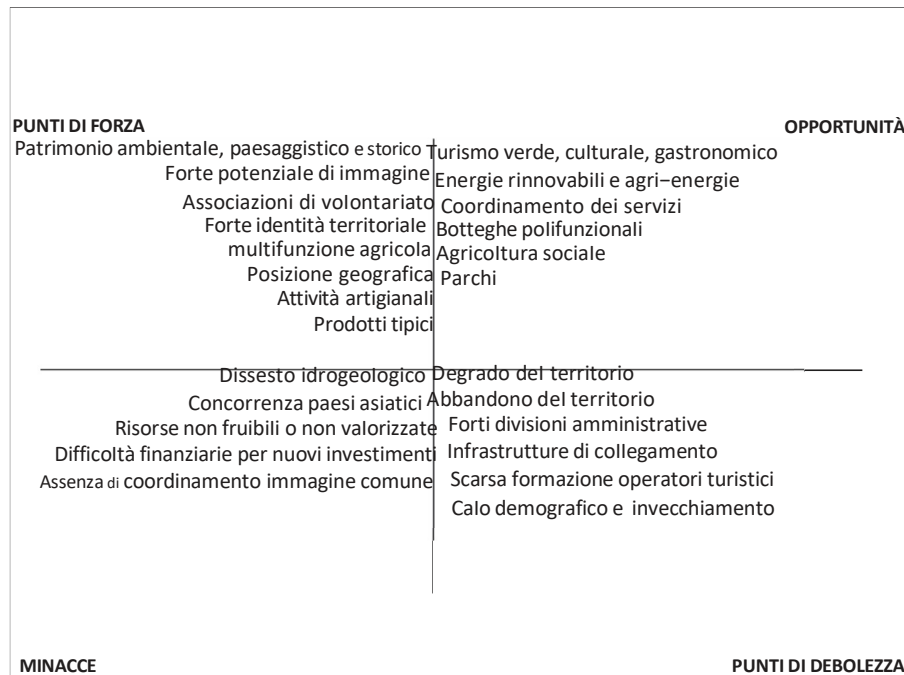 PUNTI DI FORZA
Patrimonio ambientale, paesaggistico e storico
Forte potenziale di immagine
Associazioni di volontariato
Forte identità territoriale
multifunzione agricola
Posizione geografica
Attività artigianali
Prodotti tipici
OPPORTUNITÀ
Turismo verde, culturale, gastronomico
Energie rinnovabili e agri−energie
Coordinamento dei servizi
Botteghe polifunzionali
Agricoltura sociale
Parchi
Dissesto idrogeologico
Concorrenza paesi asiatici
Risorse non fruibili o non valorizzate
Difficoltà finanziarie per nuovi investimenti
Assenza di coordinamento immagine comune
MINACCE
Degrado del territorio
Abbandono del territorio
Forti divisioni amministrative
Infrastrutture di collegamento
Scarsa formazione operatori turistici
Calo demografico e invecchiamento
PUNTI DI DEBOLEZZA